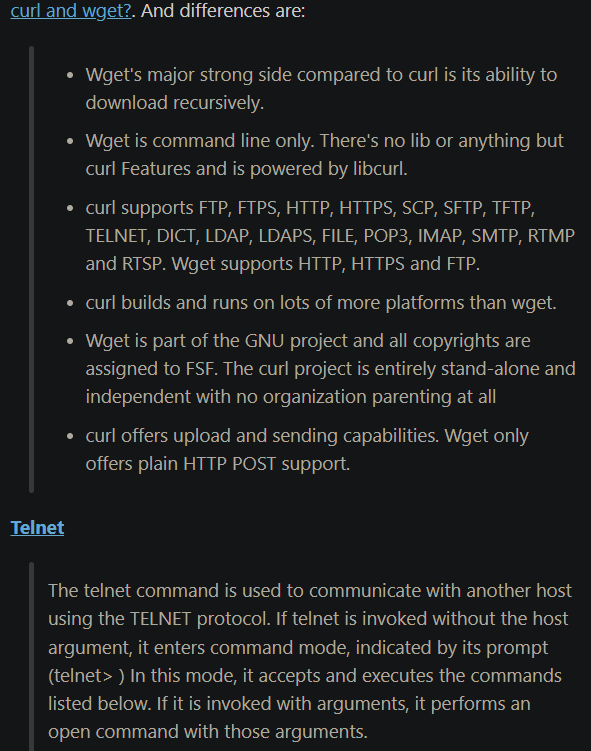 curl and wget?. And differences are:
• Wget's major strong side compared to curl is its ability to
download recursively.
• Wget is command line only. There's no lib or anything but
curl Features and is powered by libcurl.
• curl supports FTP, FTPS, HTTP, HTTPS, SCP, SFTP, TFTP,
TELNET, DICT, LDAP, LDAPS, FILE, POP3, IMAP, SMTP, RTMP
and RTSP. Wget supports HTTP, HTTPS and FTP.
• curl builds and runs on lots of more platforms than wget.
• Wget is part of the GNU project and all copyrights are
assigned to FSF. The curl project is entirely stand-alone and
independent with no organization parenting at all
• curl offers upload and sending capabilities. Wget only
offers plain HTTP POST support.
Telnet
The telnet command is used to communicate with another host
using the TELNET protocol. If telnet is invoked without the host
argument, it enters command mode, indicated by its prompt
(telnet> ) In this mode, it accepts and executes the commands
listed below. If it is invoked with arguments, it performs an
open command with those arguments.